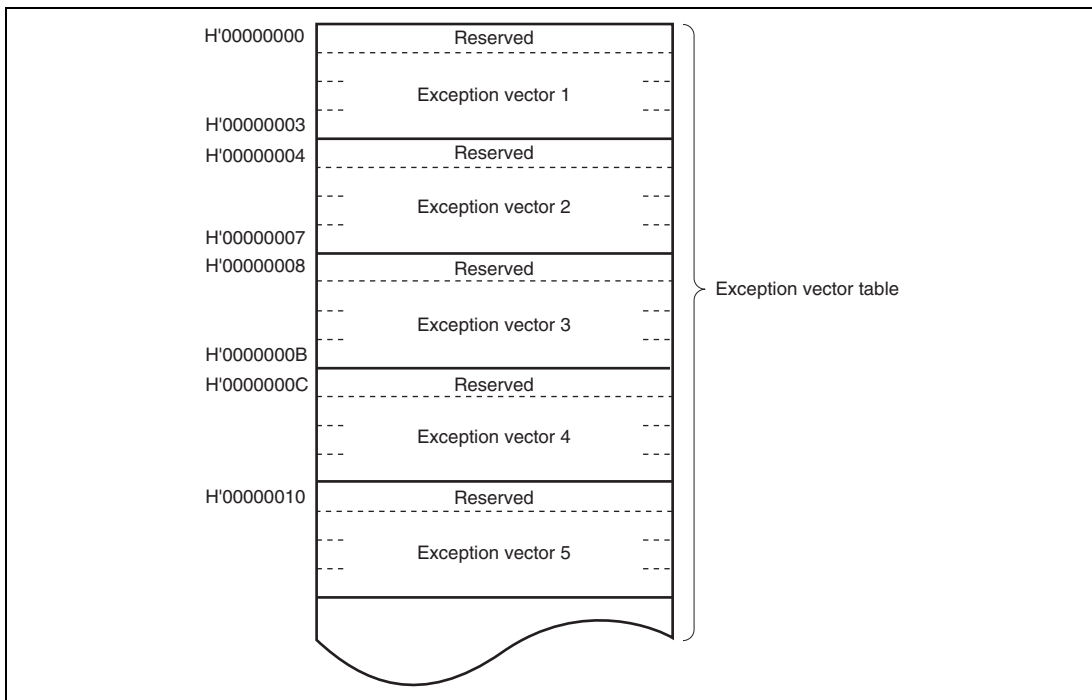 H'00000000
Reserved
Exception vector 1
H'00000003
H'00000004
Reserved
Exception vector 2
H'00000007
H'00000008
Reserved
Exception vector 3
H'0000000B
H'0000000C
Reserved
Exception vector 4
H'00000010
Reserved
Exception vector 5
Exception vector table